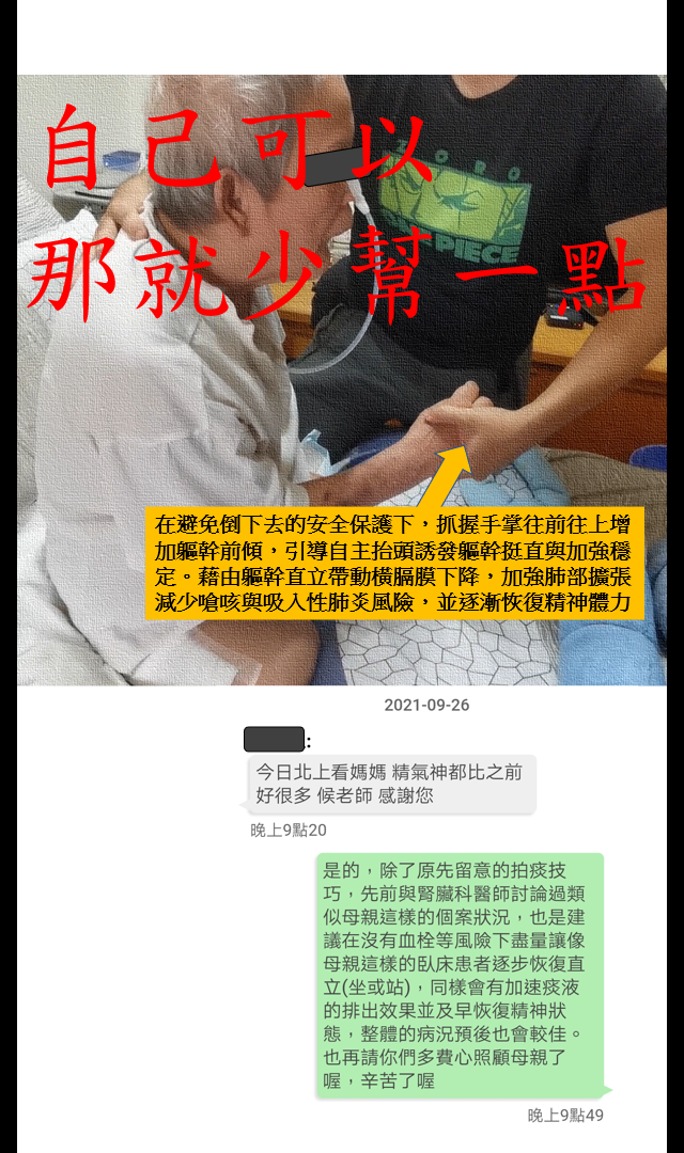 自己可以
ZORO
PIECE
那就少幫一點
在避免倒下去的安全保護下，抓握手掌往前往上增
加軀幹前傾，引導自主抬頭誘發軀幹挺直與加強穩
定。藉由軀幹直立帶動橫膈膜下降，加強肺部擴張
減少嗆咳與吸入性肺炎風險，並逐漸恢復精神體力
2021-09-26
:
今日北上看媽媽 精氣神都比之前
好很多 候老師 感謝您
晚上9點20
是的，除了原先留意的拍痰技
巧，先前與腎臟科醫師討論過類
似母親這樣的個案狀況，也是建
議在沒有血栓等風險下盡量讓像
母親這樣的臥床患者逐步恢復直
立(坐或站)，同樣會有加速痰液
的排出效果並及早恢復精神狀
態，整體的病況預後也會較佳。
也再請你們多費心照顧母親了
喔，辛苦了喔
晚上9點49